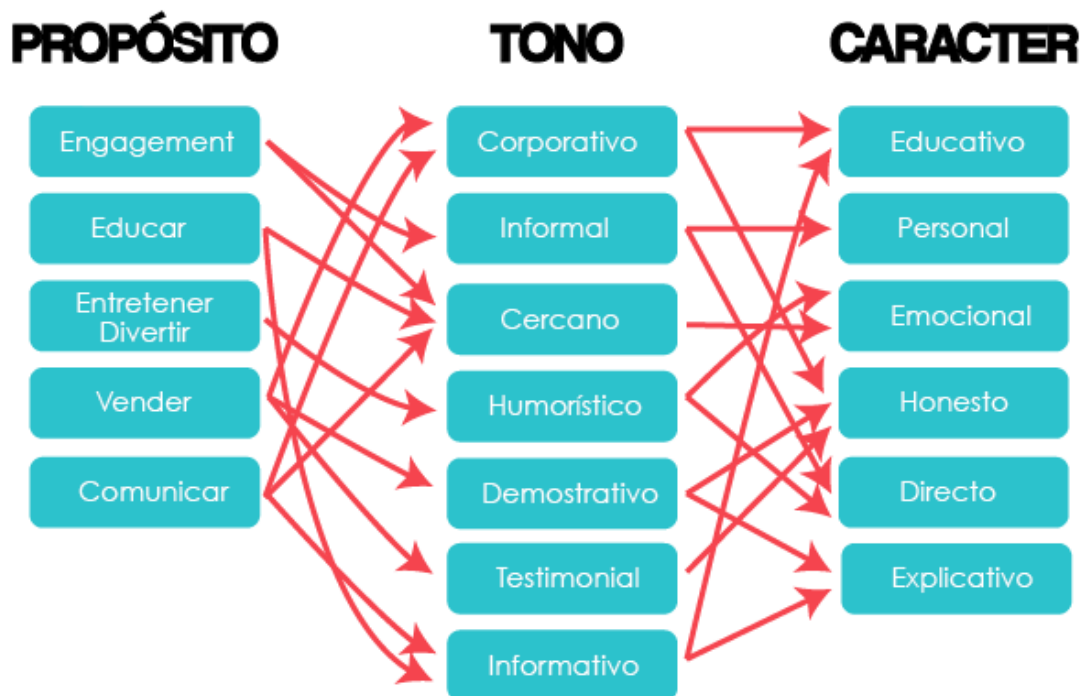 PROPÓSITO
TONO
CARACTER
Engagement
Educar
Entretener
Divertir
Vender
Comunicar
Corporativo
Informal
Cercano
Humorístico
Demostrativo
Testimonial
Informativo
Educativo
Personal
Emocional
Honesto
Directo
Explicativo